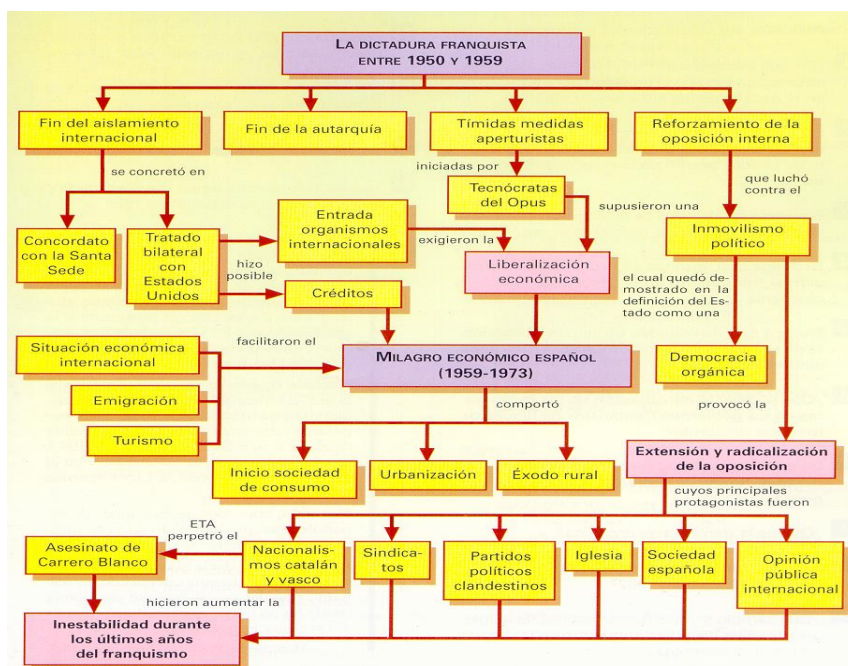 LA DICTADURA FRANQUISTA
ENTRE 1950 Y 1959
Fin del aislamiento
internacional
Fin de la autarquía
Tímidas medidas
aperturistas
Reforzamiento de la
oposición interna
se concretó en
iniciadas por
que luchó
contra el
Tecnócratas
del Opus
supusieron una
Concordato
con la Santa
Sede
Tratado
bilateral
con
Estados
Unidos
hizo
posible
Entrada
organismos
internacionales
exigieron la
Créditos
Liberalización
económica
Inmovilismo
político
el cual quedó de-
mostrado en la
definición del Es-
tado como una
Situación económica
internacional
Emigración
Turismo
facilitaron el
MILAGRO ECONÓMICO ESPAÑOL
(1959-1973)
Democracia
orgánica
comportó
provocó la
Inicio sociedad
de consumo
Urbanización
Éxodo rural
Extensión y radicalización
de la oposición
cuyos principales
protagonistas fueron
ETA
perpetró el
Asesinato de
Carrero Blanco
Nacionalis-
mos catalán
y vasco
Sindica-
tos
Partidos
políticos
clandestinos
Iglesia
Sociedad
española
Opinión
pública
internacional
hicieron aumentar la
Inestabilidad durante
los últimos años
del franquismo